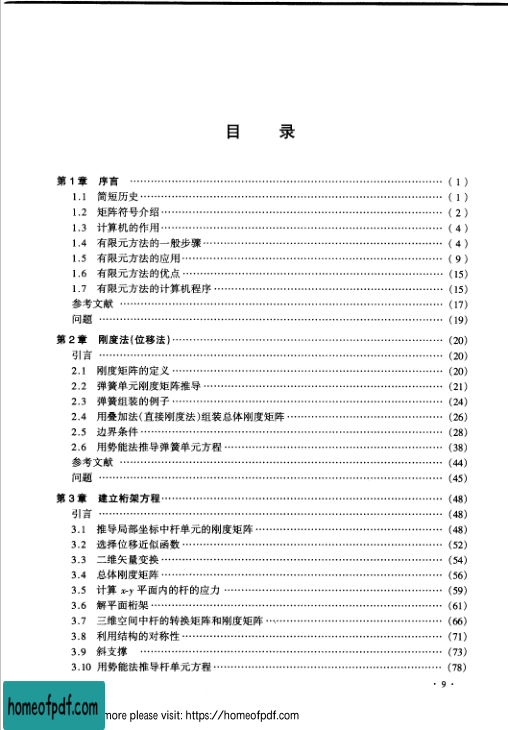 目 录
第 1 章 序言 ……………………………… ( 1 )
1.1 简短历史 ……………………………… ( 1 )
1.2 矩阵符号介绍 ……………………………… ( 2 )
1.3 计算机的作用 ……………………………… ( 4 )
1.4 有限元方法的一般步骤 ……………………………… ( 4 )
1.5 有限元方法的应用 ……………………………… ( 9 )
1.6 有限元方法的优点 ……………………………… (15)
1.7 有限元方法的计算机程序 ……………………………… (15)
参考文献 ……………………………… (17)
问题 ……………………………… (19)
第 2 章 刚度法(位移法) ……………………………… (20)
引言 ……………………………… (20)
2.1 刚度矩阵的定义 ……………………………… (20)
2.2 弹簧单元刚度矩阵推导 ……………………………… (21)
2.3 弹簧组装的例子 ……………………………… (24)
2.4 用叠加法(直接刚度法)组装总体刚度矩阵 ……………………………… (26)
2.5 边界条件 ……………………………… (28)
2.6 用势能法推导弹簧单元方程 ……………………………… (38)
参考文献 ……………………………… (44)
问题 ……………………………… (45)
第 3 章 建立桁架方程 ……………………………… (48)
引言 ……………………………… (48)
3.1 推导局部坐标中杆单元的刚度矩阵 ……………………………… (48)
3.2 选择位移近似函数 ……………………………… (52)
3.3 二维矢量变换 ……………………………… (54)
3.4 总体刚度矩阵 ……………………………… (56)
3.5 计算 x-y 平面内的杆的应力 ……………………………… (59)
3.6 解平面桁架 ……………………………… (61)
3.7 三维空间中杆的转换矩阵和刚度矩阵 ……………………………… (66)
3.8 利用结构的对称性 ……………………………… (71)
3.9 斜支撑 ……………………………… (73)
3.10 用势能法推导杆单元方程 ……………………………… (78)
· 9 ·
homeofpdf.com
more please visit: https://homeofpdf.com